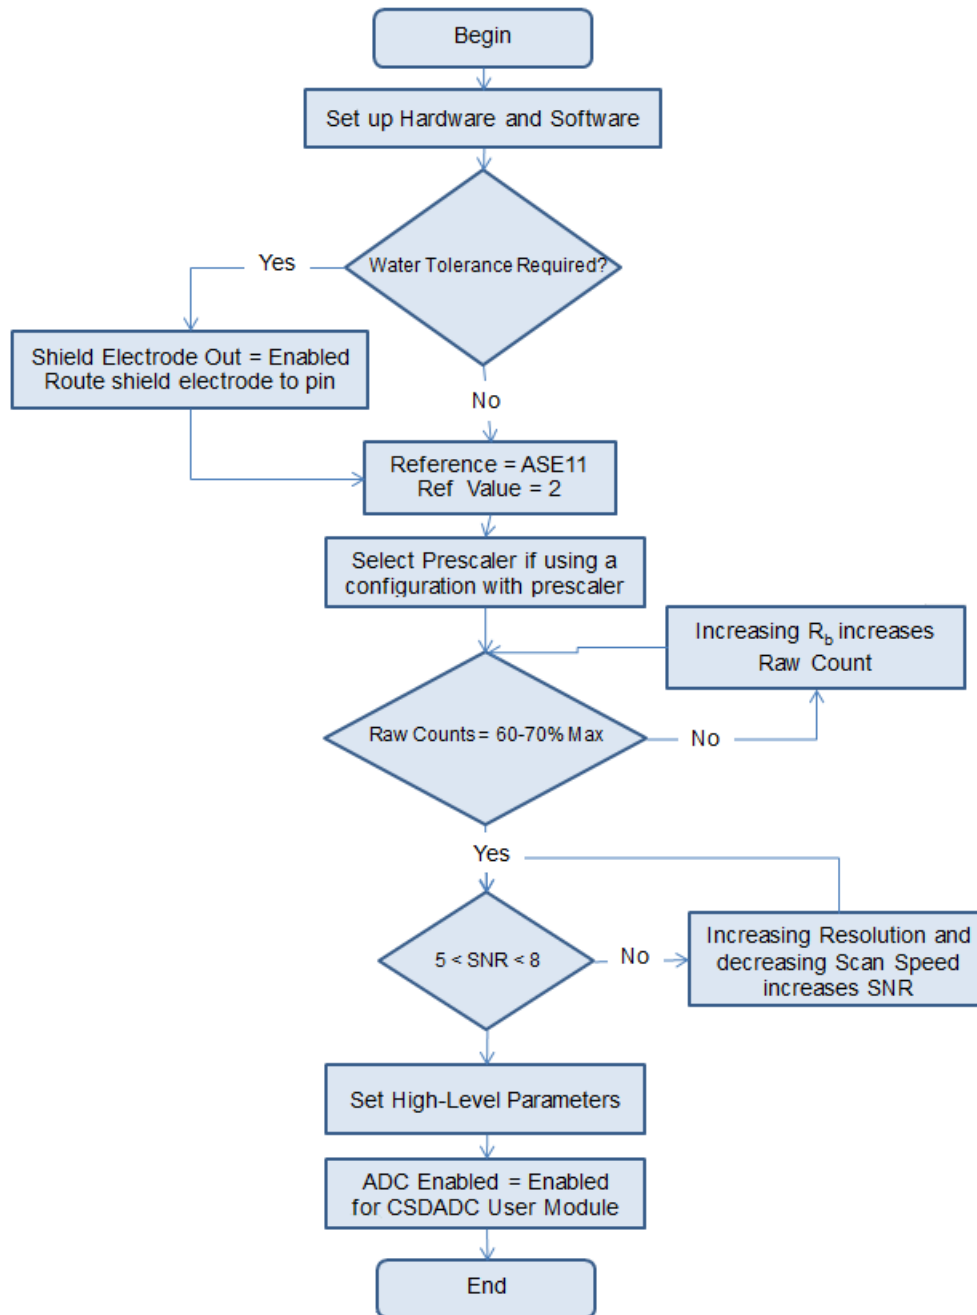 Begin
Set up Hardware and Software
Water Tolerance Required?
Yes
Shield Electrode Out = Enabled
Route shield electrode to pin
No
Reference = ASE11
Ref Value = 2
Select Prescaler if using a
configuration with prescaler
Increasing Rb increases
Raw Count
Raw Counts = 60-70% Max
No
Yes
5 < SNR < 8
No
Increasing Resolution and
decreasing Scan Speed
increases SNR
Set High-Level Parameters
ADC Enabled = Enabled
for CSDADC User Module
End